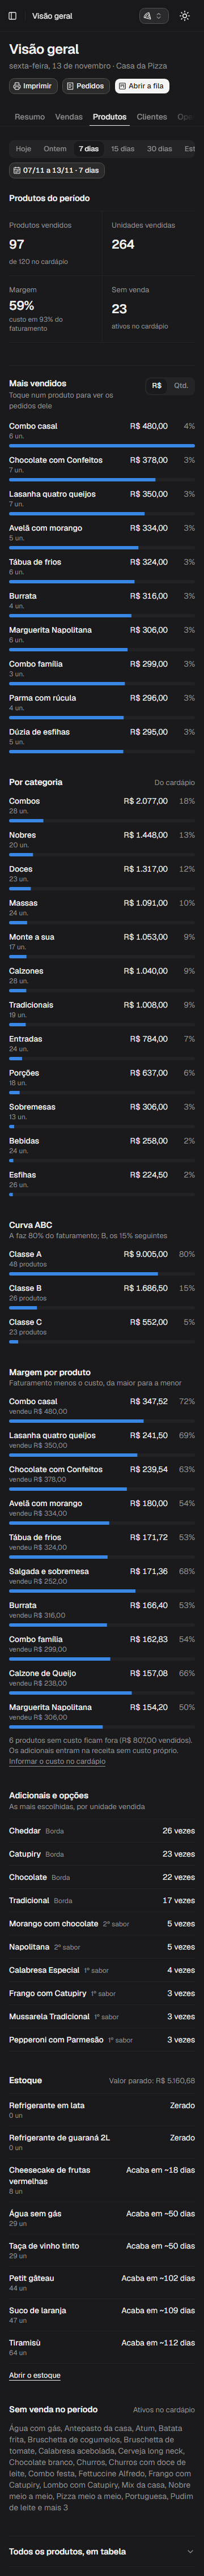 Visão geral
Visão geral
sexta-feira, 13 de novembro · Casa da Pizza
Imprimir
Pedidos
Abrir a fila
Resumo
Vendas
Produtos
Clientes
Ope
Hoje
Ontem
7 dias
15 dias
30 dias
Est
07/11 a 13/11 · 7 dias
Produtos do período
Produtos vendidos
97
de 120 no cardápio
Unidades vendidas
264
Margem
59%
custo em 93% do
faturamento
Sem venda
23
ativos no cardápio
Mais vendidos
Toque num produto para ver os
pedidos dele
R$
Qtd.
Combo casal R$ 480,00 4%
6 un.
Chocolate com Confeitos R$ 378,00 3%
7 un.
Lasanha quatro queijos R$ 350,00 3%
7 un.
Avelã com morango R$ 334,00 3%
5 un.
Tábua de frios R$ 324,00 3%
6 un.
Burrata R$ 316,00 3%
4 un.
Marguerita Napolitana R$ 306,00 3%
6 un.
Combo família R$ 299,00 3%
3 un.
Parma com rúcula R$ 296,00 3%
4 un.
Dúzia de esfihas R$ 295,00 3%
5 un.
Por categoria
Do cardápio
Combos R$ 2.077,00 18%
28 un.
Nobres R$ 1.448,00 13%
20 un.
Doces R$ 1.317,00 12%
23 un.
Massas R$ 1.091,00 10%
24 un.
Monte a sua R$ 1.053,00 9%
17 un.
Calzones R$ 1.040,00 9%
28 un.
Tradicionais R$ 1.008,00 9%
19 un.
Entradas R$ 784,00 7%
24 un.
Porções R$ 637,00 6%
18 un.
Sobremesas R$ 306,00 3%
13 un.
Bebidas R$ 258,00 2%
24 un.
Esfihas R$ 224,50 2%
26 un.
Curva ABC
A faz 80% do faturamento; B, os 15% seguintes
Classe A R$ 9.005,00 80%
48 produtos
Classe B R$ 1.686,50 15%
26 produtos
Classe C R$ 552,00 5%
23 produtos
Margem por produto
Faturamento menos o custo, da maior para a menor
Combo casal R$ 347,52 72%
vendeu R$ 480,00
Lasanha quatro queijos R$ 241,50 69%
vendeu R$ 350,00
Chocolate com Confeitos R$ 239,54 63%
vendeu R$ 378,00
Avelã com morango R$ 180,00 54%
vendeu R$ 334,00
Tábua de frios R$ 171,72 53%
vendeu R$ 324,00
Salgada e sobremesa R$ 171,36 68%
vendeu R$ 252,00
Burrata R$ 166,40 53%
vendeu R$ 316,00
Combo família R$ 162,83 54%
vendeu R$ 299,00
Calzone de Queijo R$ 157,08 66%
vendeu R$ 238,00
Marguerita Napolitana R$ 154,20 50%
vendeu R$ 306,00
6 produtos sem custo ficam fora (R$ 807,00 vendidos).
Os adicionais entram na receita sem custo próprio.
Informar o custo no cardápio
Adicionais e opções
As mais escolhidas, por unidade vendida
Cheddar Borda 26 vezes
Catupiry Borda 23 vezes
Chocolate Borda 22 vezes
Tradicional Borda 17 vezes
Morango com chocolate 2º sabor 5 vezes
Napolitana 2º sabor 5 vezes
Calabresa Especial 1º sabor 4 vezes
Frango com Catupiry 1º sabor 3 vezes
Mussarela Tradicional 1º sabor 3 vezes
Pepperoni com Parmesão 1º sabor 3 vezes
Estoque
Valor parado: R$ 5.160,68
Refrigerante em lata Zerado
0 un
Refrigerante de guaraná 2L Zerado
0 un
Cheesecake de frutas Acaba em ~18 dias
vermelhas
8 un
Água sem gás Acaba em ~50 dias
29 un
Taça de vinho tinto Acaba em ~50 dias
29 un
Petit gâteau Acaba em ~102 dias
44 un
Suco de laranja Acaba em ~109 dias
47 un
Tiramisù Acaba em ~112 dias
64 un
Abrir o estoque
Sem venda no período
Ativos no cardápio
Água com gás, Antepasto da casa, Atum, Batata
frita, Bruschetta de cogumelos, Bruschetta de
tomate, Calabresa acebolada, Cerveja long neck,
Chocolate branco, Churros, Churros com doce de
leite, Combo festa, Fettuccine Alfredo, Frango com
Catupiry, Lombo com Catupiry, Mix da casa, Nobre
meio a meio, Pizza meio a meio, Portuguesa, Pudim
de leite e mais 3
Todos os produtos, em tabela